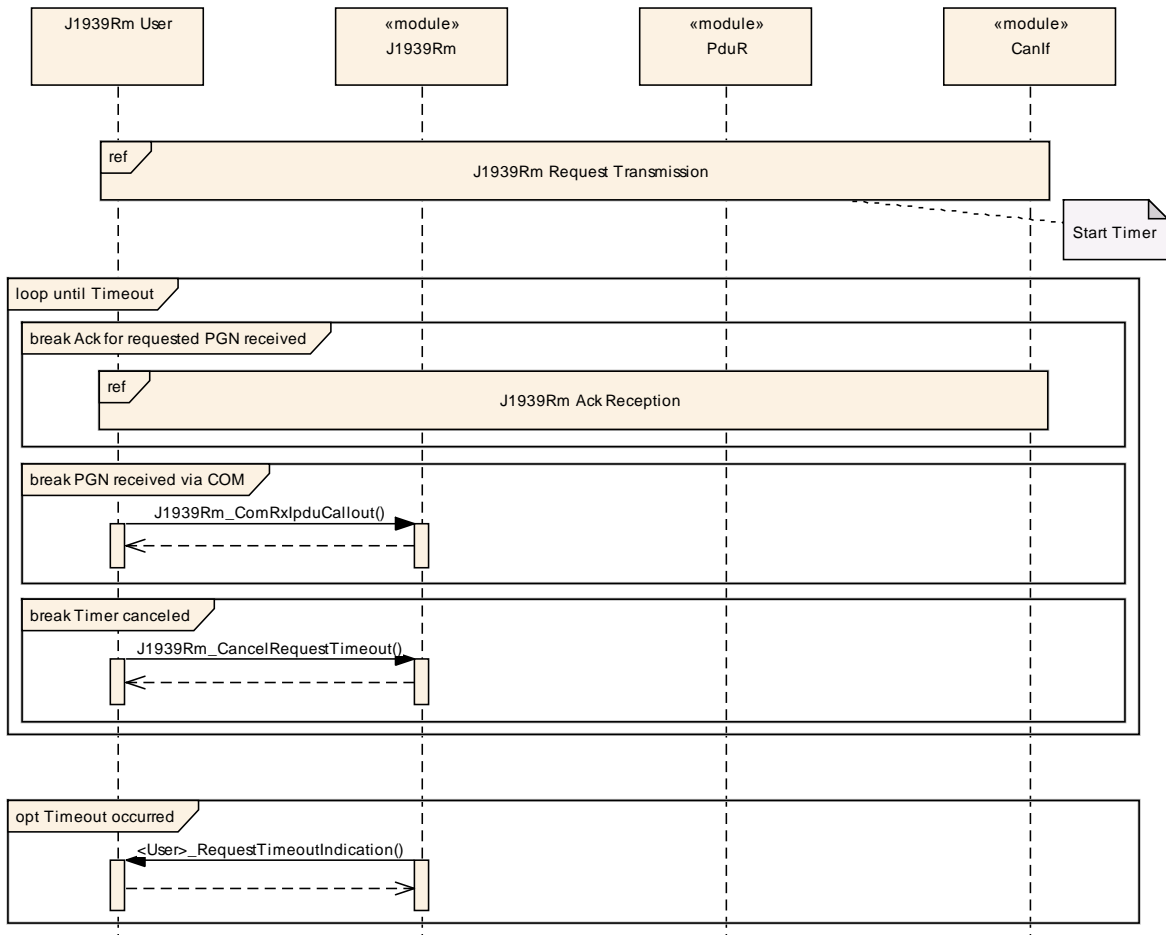 J1939Rm User
«module»
J1939Rm
«module»
PduR
«module»
CanIf
ref
J1939Rm Request Transmission
Start Timer
loop until Timeout
break Ack for requested PGN received
ref
J1939Rm Ack Reception
break PGN received via COM
J1939Rm_ComRxIpduCallout()
break Timer canceled
J1939Rm_CancelRequestTimeout()
opt Timeout occurred
<User>_RequestTimeoutIndication()